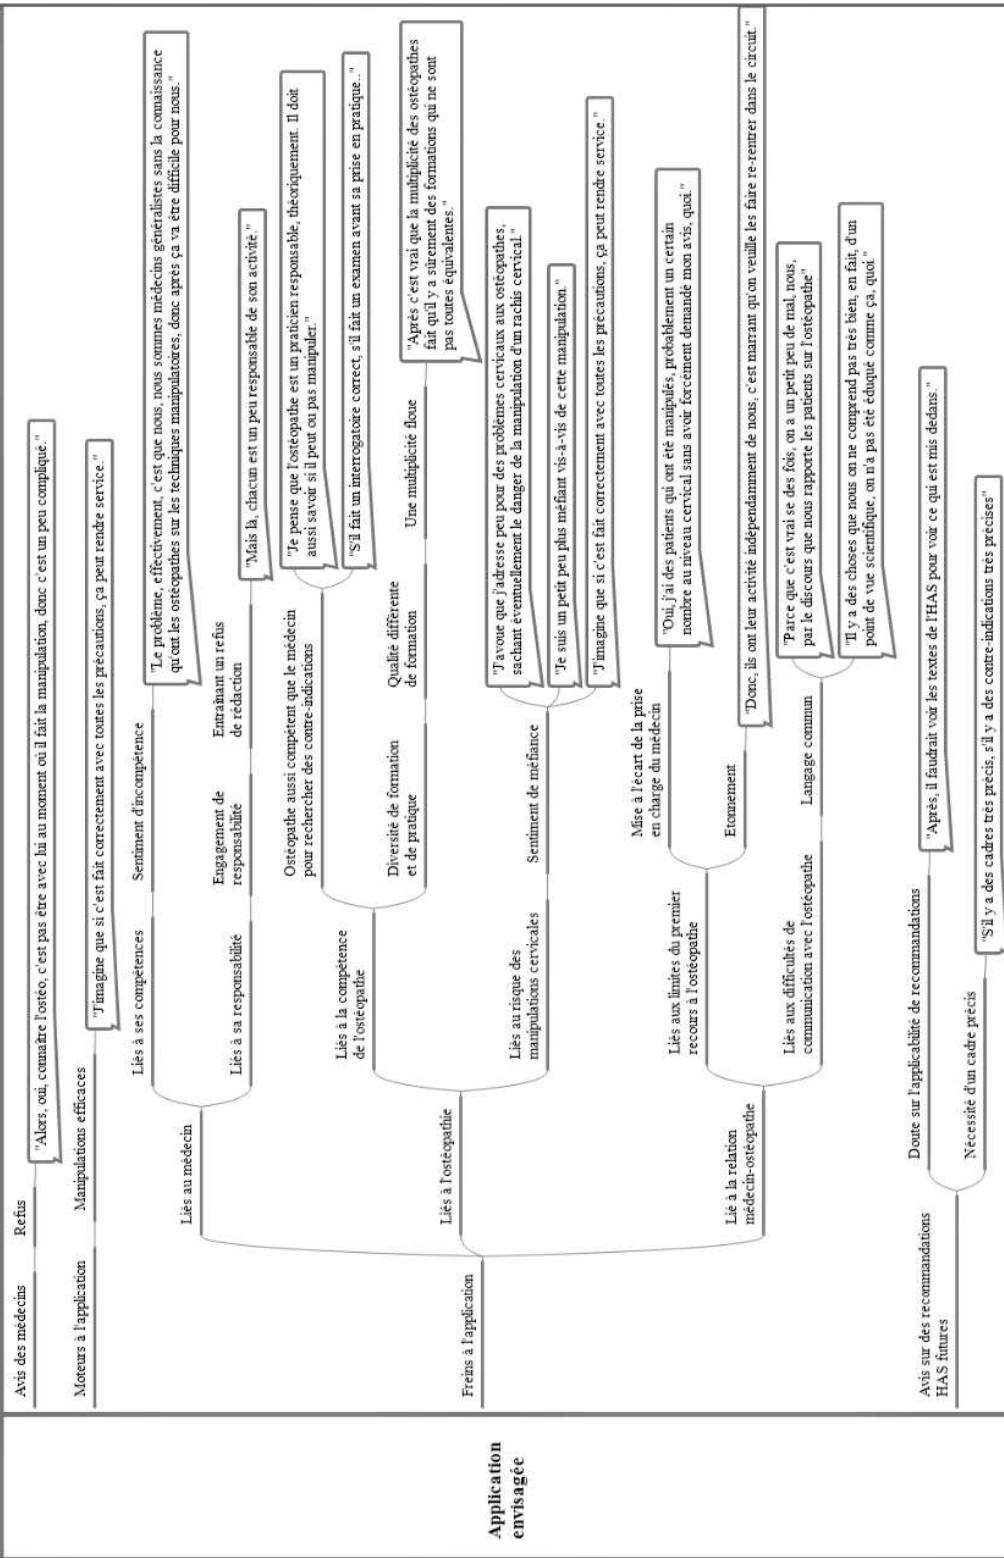 Application
envisagée
Avis des médecins
Refus
"Alors, oui, connaître l'ostéo, c'est pas être avec lui au moment où il fait la manipulation, donc c'est un peu compliqué."
Moteurs à l'application
Manipulations efficaces
"J'imagine que si c'est fait correctement avec toutes les précautions, ça peut rendre service."
Freins à l'application
Liés au médecin
Liés à ses compétences
Sentiment d'incompétence
"Le problème, effectivement, c'est que nous, nous sommes médecins généralistes sans la connaissance
qu'ont les ostéopathes sur les techniques manipulatoires, donc après ça va être difficile pour nous."
Liés à sa responsabilité
Engagement de
responsabilité
Entraînant un refus
de rédaction
"Mais là, chacun est un peu responsable de son activité."
Liés à l'ostéopathie
Liés à la compétence
de l'ostéopathe
Ostéopathe aussi compétent que le médecin
pour rechercher des contre-indications
"Je pense que l'ostéopathe est un praticien responsable, théoriquement. Il doit
aussi savoir si il peut ou pas manipuler."
"S'il fait un interrogatoire correct, s'il fait un examen avant sa prise en pratique.."
Diversité de formation
et de pratique
Qualité différente
de formation
Une multiplicité floue
"Après c'est vrai que la multiplicité des ostéopathes
fait qu'il y a sûrement des formations qui ne sont
pas toutes équivalentes."
Liés au risque des
manipulations cervicales
Sentiment de méfiance
"J'avoue que j'adresse peu pour des problèmes cervicaux aux ostéopathes,
sachant éventuellement le danger de la manipulation d'un rachis cervical."
"Je suis un petit peu plus méfiant vis-à-vis de cette manipulation."
"J'imagine que si c'est fait correctement avec toutes les précautions, ça peut rendre service."
Lié à la relation
médecin-ostéopathe
Liés aux limites du premier
recours à l'ostéopathe
Mise à l'écart de la prise
en charge du médecin
"Oui, j'ai des patients qui ont été manipulés, probablement un certain
nombre au niveau cervical sans avoir forcément demandé mon avis, quoi."
Etonnement
"Donc, ils ont leur activité indépendamment de nous, c'est marrant qu'on veuille les faire re-rentrer dans le circuit."
Liés aux difficultés de
communication avec l'ostéopathe
Langage commun
"Parce que c'est vrai se des fois, on a un petit peu de mal, nous,
par le discours que nous rapporte les patients sur l'ostéopathe"
"Il y a des choses que nous on ne comprend pas très bien, en fait, d'un
point de vue scientifique, on n'a pas été éduqué comme ça, quoi."
Avis sur des recommandations
HAS futures
Doute sur l'applicabilité de recommandations
"Après, il faudrait voir les textes de l'HAS pour voir ce qui est mis dedans."
Nécessité d'un cadre précis
"S'il y a des cadres très précis, s'il y a des contre-indications très précises"